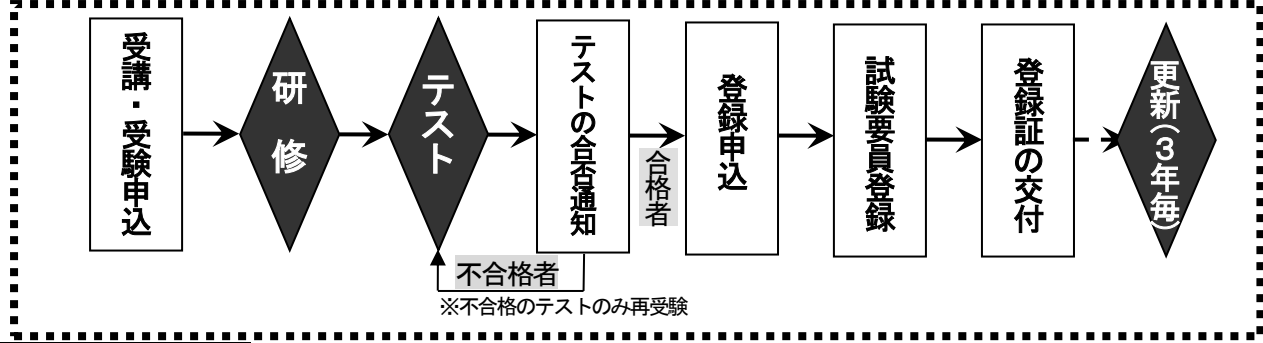 受講・受験申込
研修
テスト
テストの合否通知
合格者
登録申込
試験要員登録
登録証の交付
更新(3年毎)
不合格者
※不合格のテストのみ再受験